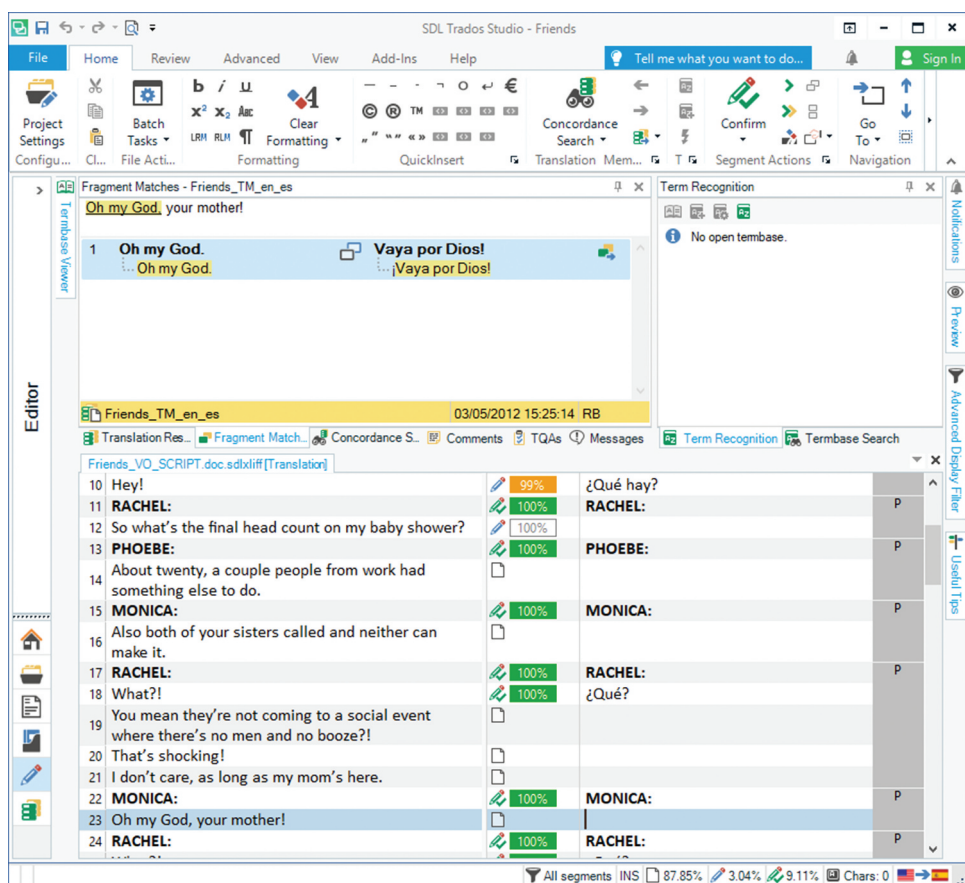 SDL Trados Studio - Friends
File Home Review Advanced View Add-Ins Help Tell me what you want to do... Sign In
Project Settings
Batch Tasks
Clear Formatting
Concordance Search
Confirm
Go To
Configu... Cl... File Acti... Formatting QuickInsert Translation Mem... T Segment Actions Navigation
Editor
Termbase Viewer
Fragment Matches - Friends_TM_en_es
Oh my God, your mother!
1 Oh my God. Vaya por Dios!
Oh my God. ¡Vaya por Dios!
Friends_TM_en_es 03/05/2012 15:25:14 RB
Translation Res... Fragment Match... Concordance S... Comments TQAs Messages
Term Recognition
No open termbase.
Term Recognition Termbase Search
Notifications
Preview
Advanced Display Filter
Useful Tips
Friends_VO_SCRIPT.doc.sdlxliff [Translation]
10 Hey! 99% ¿Qué hay?
11 RACHEL: 100% RACHEL: P
12 So what's the final head count on my baby shower? 100%
13 PHOEBE: 100% PHOEBE: P
14 About twenty, a couple people from work had
something else to do.
15 MONICA: 100% MONICA: P
16 Also both of your sisters called and neither can
make it.
17 RACHEL: 100% RACHEL: P
18 What?! 100% ¿Qué?
19 You mean they're not coming to a social event
where there's no men and no booze?!
20 That's shocking!
21 I don't care, as long as my mom's here.
22 MONICA: 100% MONICA: P
23 Oh my God, your mother!
24 RACHEL: 100% RACHEL: P
All segments INS 87.85% 3.04% 9.11% Chars: 0